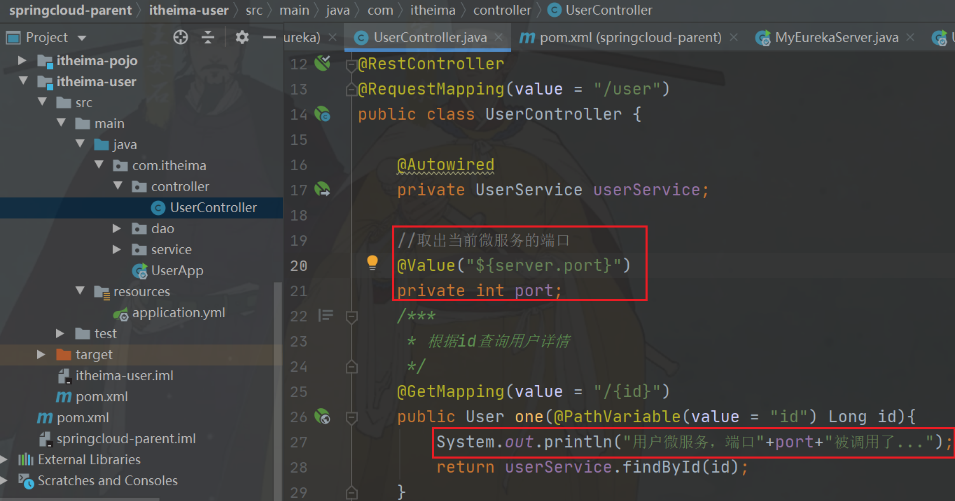 springcloud-parent itheima-user src main java com itheima controller UserController
Project
ureka) UserController.java pom.xml (springcloud-parent) MyEurekaServer.java U
itheima-pojo
itheima-user
src
main
java
com.itheima
controller
UserController
dao
service
UserApp
resources
application.yml
test
target
itheima-user.iml
pom.xml
pom.xml
springcloud-parent.iml
External Libraries
Scratches and Consoles
12 @RestController
13 @RequestMapping(value = "/user")
14 public class UserController {
15
16 @Autowired
17 private UserService userService;
18
19 //取出当前微服务的端口
20 @Value("${server.port}")
21 private int port;
22 /***
23 * 根据id查询用户详情
24 */
25 @GetMapping(value = "/{id}")
26 public User one(@PathVariable(value = "id") Long id){
27 System.out.println("用户微服务，端口"+port+"被调用了...");
28 return userService.findById(id);
29 }